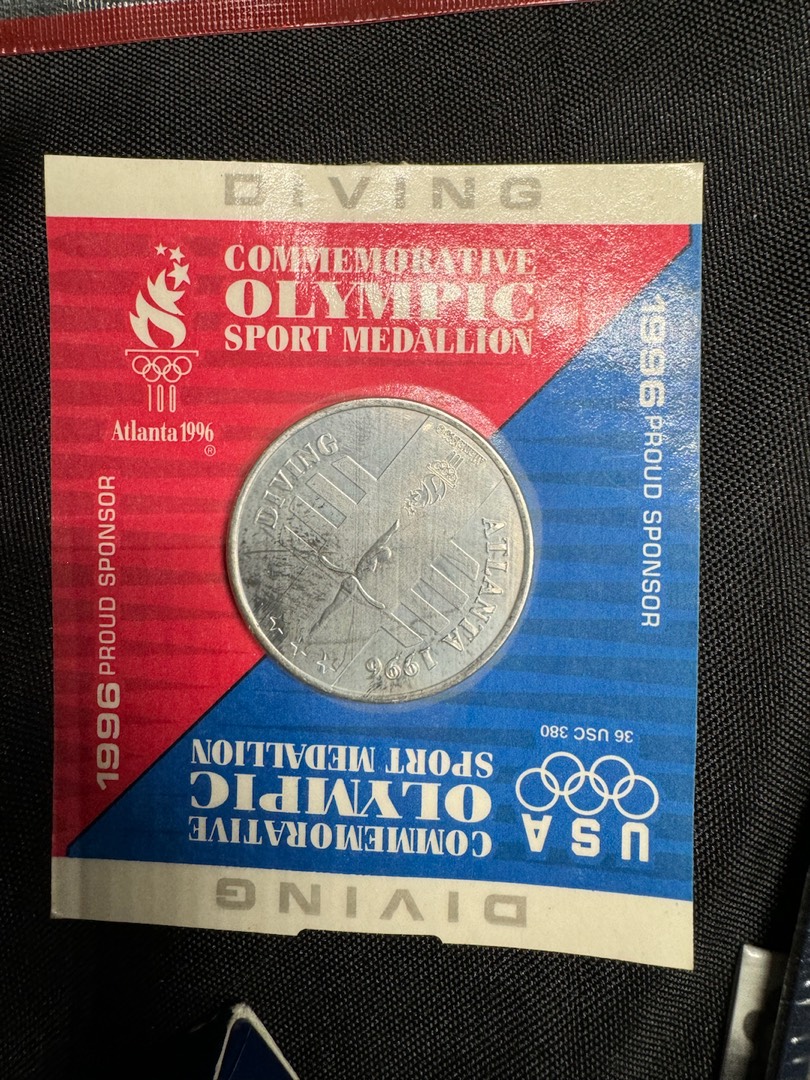 DIVING
COMMEMORATIVE
OLYMPIC
SPORT MEDALLION
100
Atlanta 1996
®
1996 PROUD SPONSOR
1996 PROUD SPONSOR
DIVING
ATLANTA 1996
36 USC 380
USA
COMMEMORATIVE
OLYMPIC
SPORT MEDALLION
DIVING